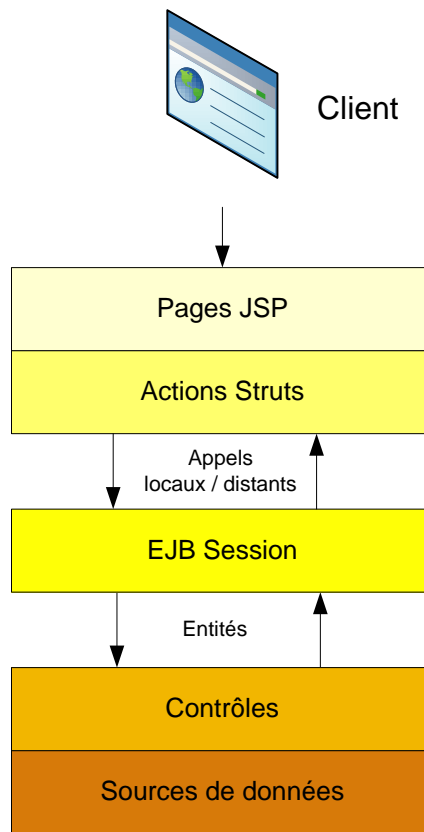 Client
Pages JSP
Actions Struts
Appels
locaux / distants
EJB Session
Entités
Contrôles
Sources de données